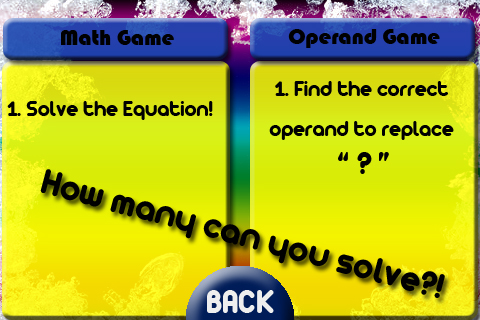 Math Game
1. Solve the Equation!
Operand Game
1. Find the correct
operand to replace
“ ? ”
How many can you solve?!
BACK